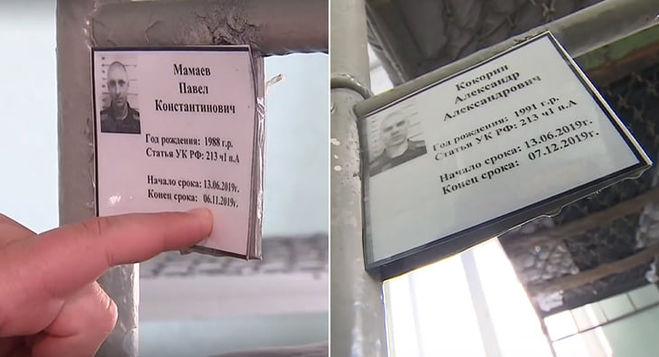 Мамаев
Павел
Константинович
Год рождения: 1988 г.р.
Статья УК РФ: 213 ч1 п.А
Начало срока: 13.06.2019г.
Конец срока: 06.11.2019г.
Кокорин
Александр
Александрович
Год рождения: 1991 г.р.
Статья УК РФ: 213 ч1 п.А
Начало срока: 13.06.2019г.
Конец срока: 07.12.2019г.